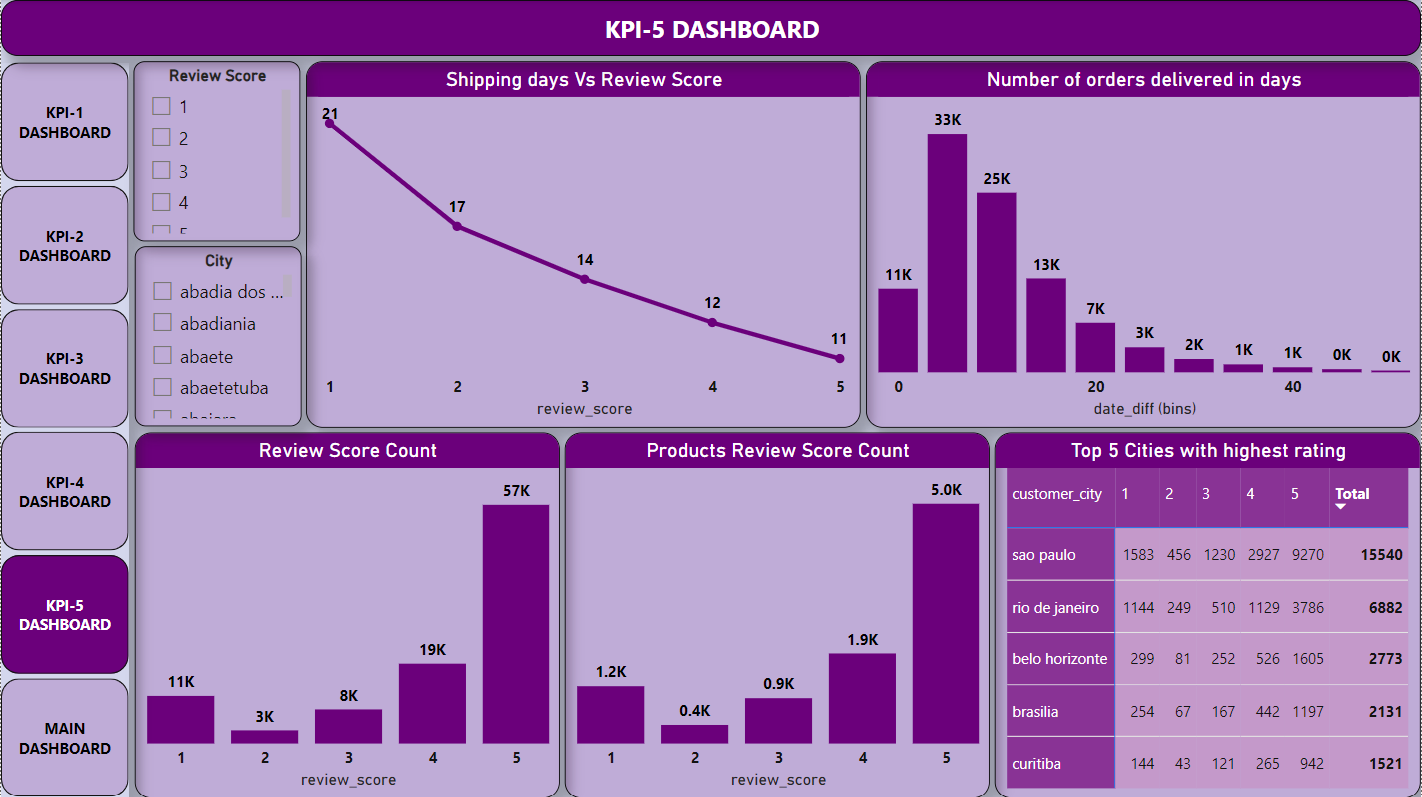 KPI-5 DASHBOARD
KPI-1
DASHBOARD
KPI-2
DASHBOARD
KPI-3
DASHBOARD
KPI-4
DASHBOARD
KPI-5
DASHBOARD
MAIN
DASHBOARD
Review Score
1
2
3
4
5
City
abadia dos ...
abadiania
abaete
abaetetuba
Shipping days Vs Review Score
21
17
14
12
11
1 2 3 4 5
review_score
Number of orders delivered in days
33K
25K
11K
13K
7K
3K
2K
1K
1K
0K
0K
0 20 40
date_diff (bins)
Review Score Count
11K
3K
8K
19K
57K
1 2 3 4 5
review_score
Products Review Score Count
1.2K
0.4K
0.9K
1.9K
5.0K
1 2 3 4 5
review_score
Top 5 Cities with highest rating
customer_city 1 2 3 4 5 Total
sao paulo 1583 456 1230 2927 9270 15540
rio de janeiro 1144 249 510 1129 3786 6882
belo horizonte 299 81 252 526 1605 2773
brasilia 254 67 167 442 1197 2131
curitiba 144 43 121 265 942 1521